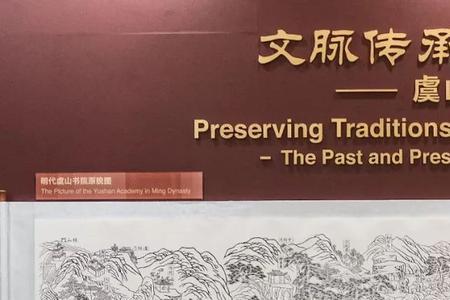 文脉传承
虞山
Preserving Traditions
– The Past and Pres
明代虞山书院原貌图
The Picture of the Yushan Academy in Ming Dynasty